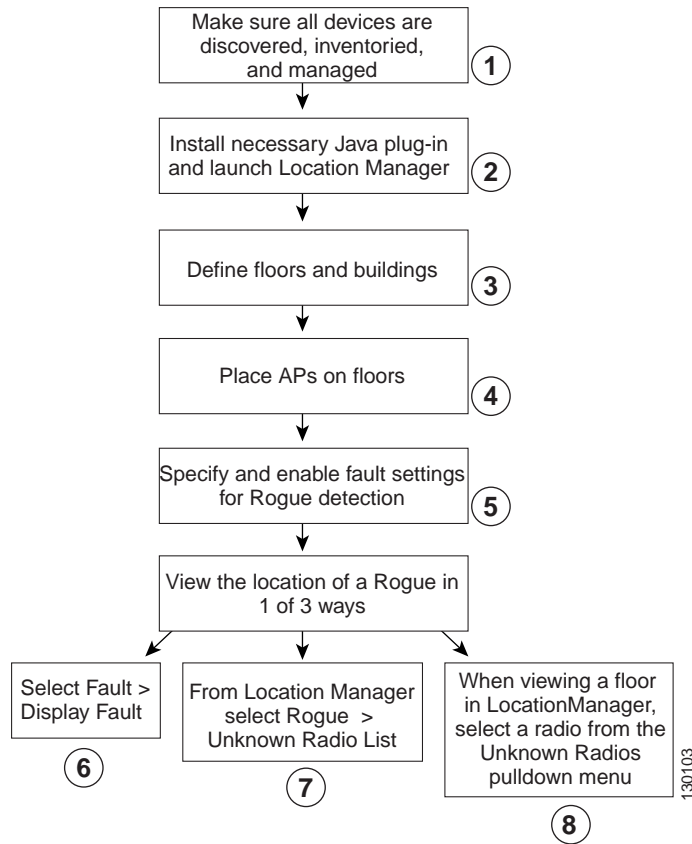 Make sure all devices are
discovered, inventoried,
and managed
1
Install necessary Java plug-in
and launch Location Manager
2
Define floors and buildings
3
Place APs on floors
4
Specify and enable fault settings
for Rogue detection
5
View the location of a Rogue in
1 of 3 ways
Select Fault >
Display Fault
6
From Location Manager
select Rogue >
Unknown Radio List
7
When viewing a floor
in LocationManager,
select a radio from the
Unknown Radios
pulldown menu
8
130103